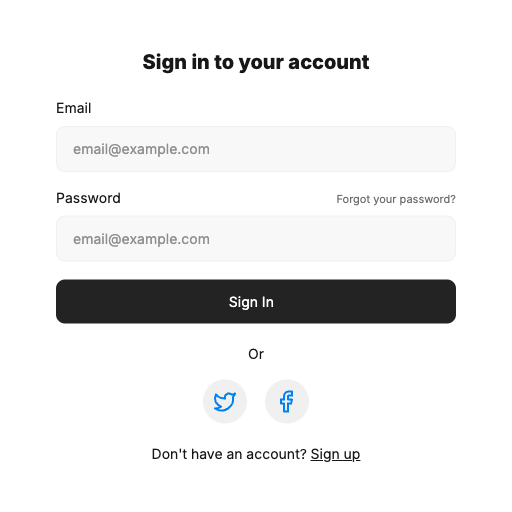 Sign in to your account
Email
email@example.com
Password Forgot your password?
email@example.com
Sign In
Or
Don't have an account? Sign up